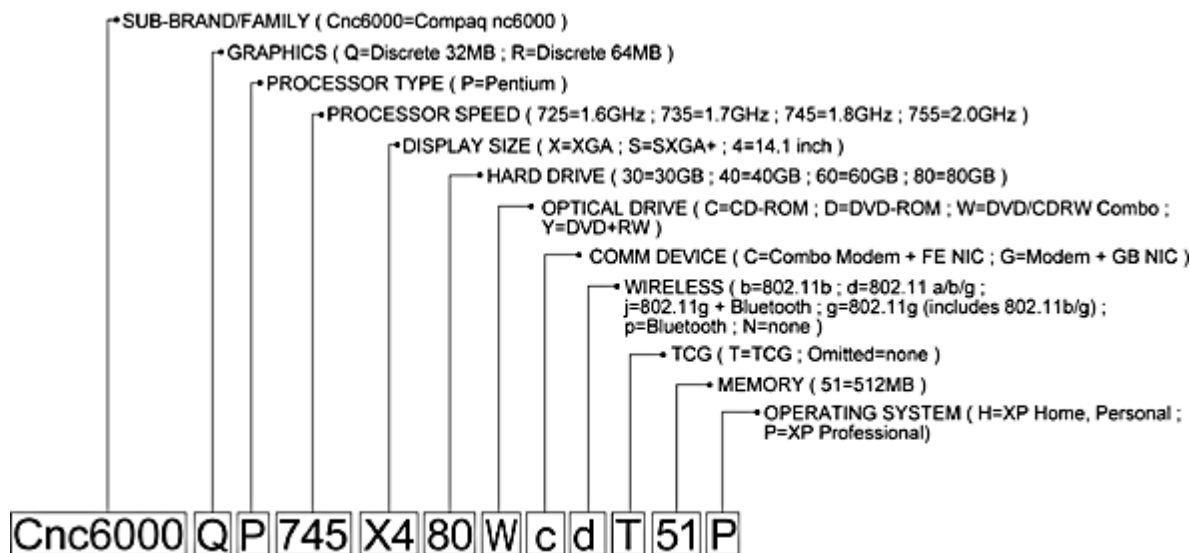 SUB-BRAND/FAMILY ( Cnc6000=Compaq nc6000 )
GRAPHICS ( Q=Discrete 32MB ; R=Discrete 64MB )
PROCESSOR TYPE ( P=Pentium )
PROCESSOR SPEED ( 725=1.6GHz ; 735=1.7GHz ; 745=1.8GHz ; 755=2.0GHz )
DISPLAY SIZE ( X=XGA ; S=SXGA+ ; 4=14.1 inch )
HARD DRIVE ( 30=30GB ; 40=40GB ; 60=60GB ; 80=80GB )
OPTICAL DRIVE ( C=CD-ROM ; D=DVD-ROM ; W=DVD/CDRW Combo ;
Y=DVD+RW )
COMM DEVICE ( C=Combo Modem + FE NIC ; G=Modem + GB NIC )
WIRELESS ( b=802.11b ; d=802.11 a/b/g ;
j=802.11g + Bluetooth ; g=802.11g (includes 802.11b/g) ;
p=Bluetooth ; N=none )
TCG ( T=TCG ; Omitted=none )
MEMORY ( 51=512MB )
OPERATING SYSTEM ( H=XP Home, Personal ;
P=XP Professional)
Cnc6000 Q P 745 X4 80 W c d T 51 P